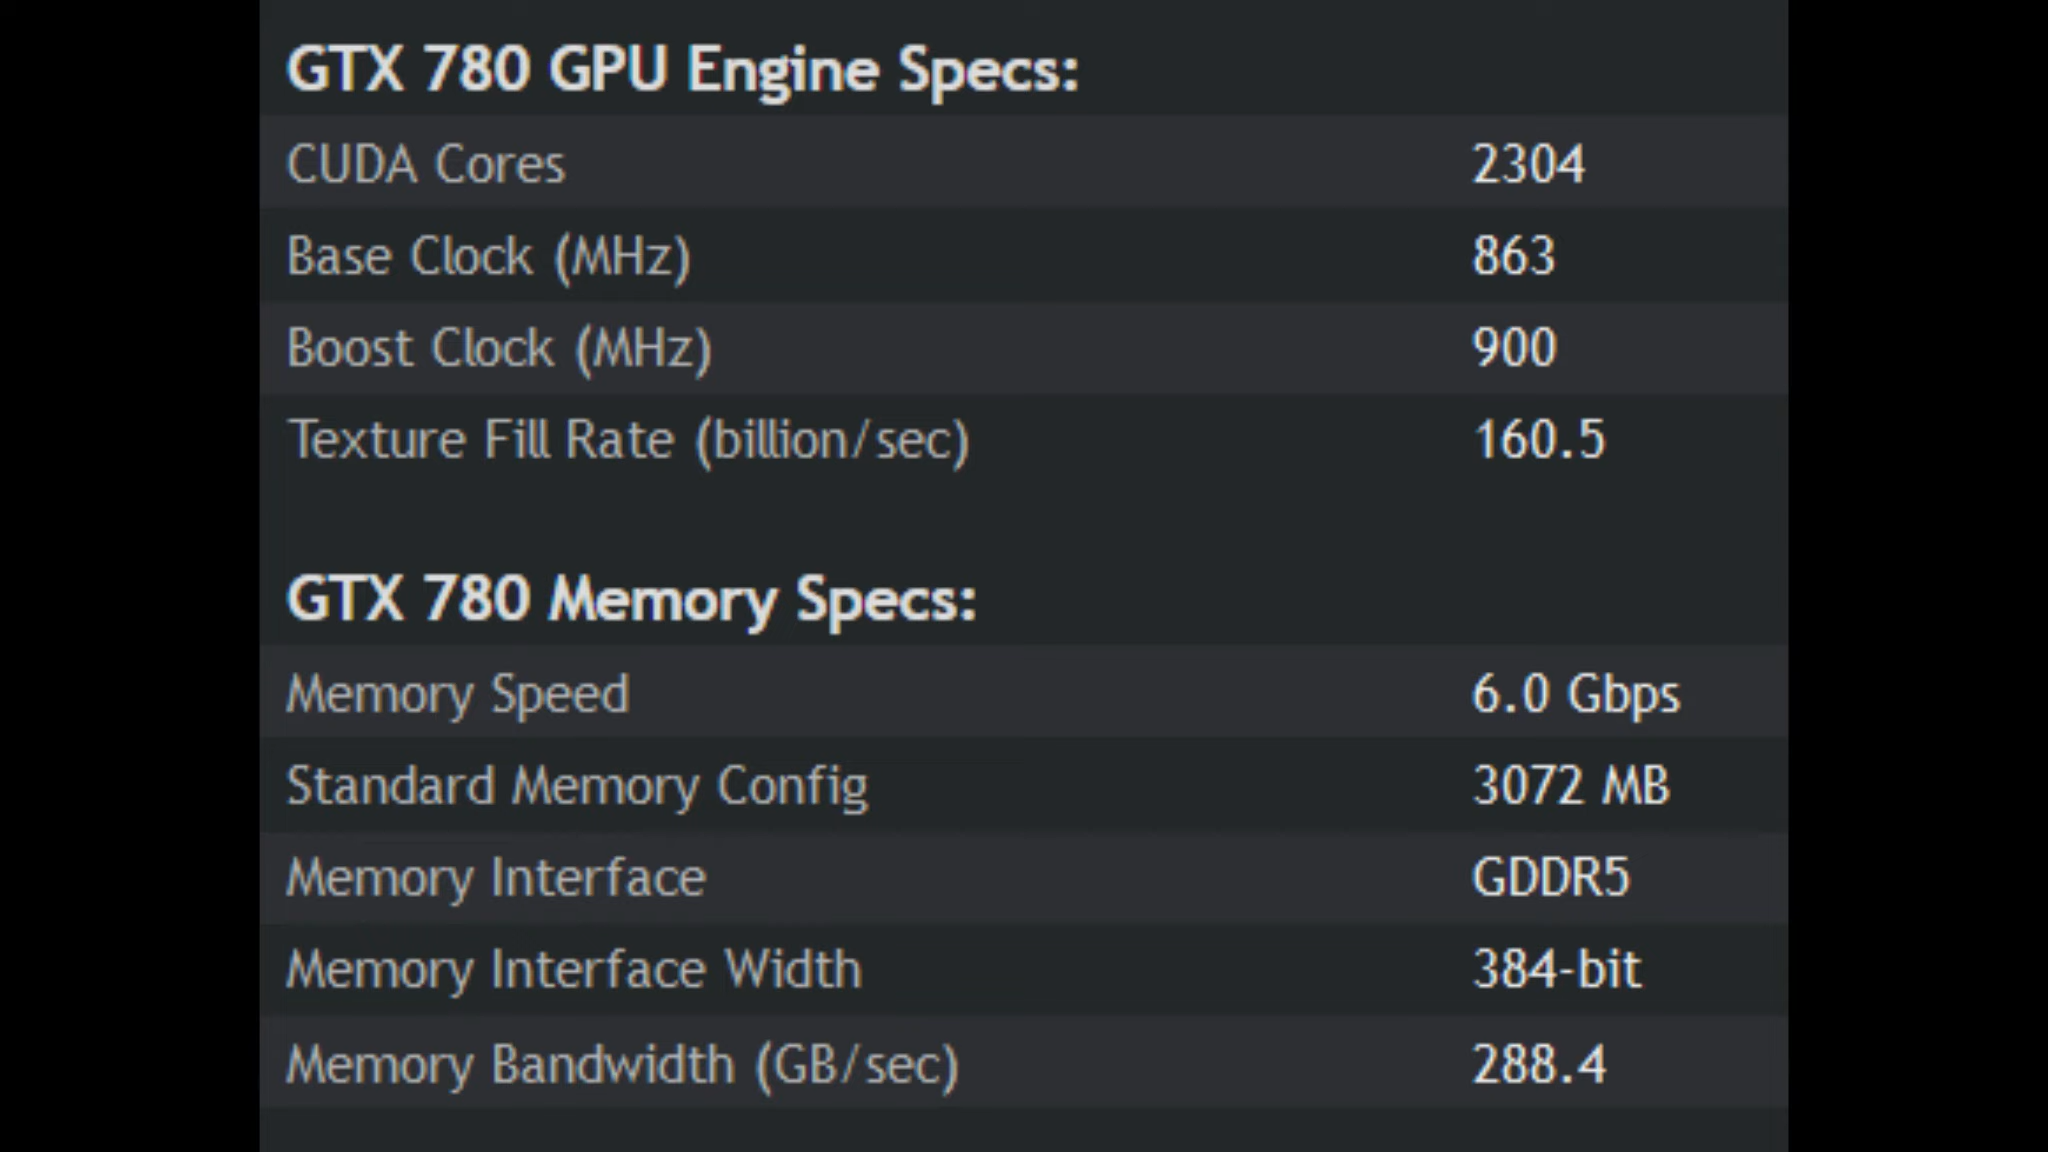 GTX 780 GPU Engine Specs:
CUDA Cores 2304
Base Clock (MHz) 863
Boost Clock (MHz) 900
Texture Fill Rate (billion/sec) 160.5
GTX 780 Memory Specs:
Memory Speed 6.0 Gbps
Standard Memory Config 3072 MB
Memory Interface GDDR5
Memory Interface Width 384-bit
Memory Bandwidth (GB/sec) 288.4